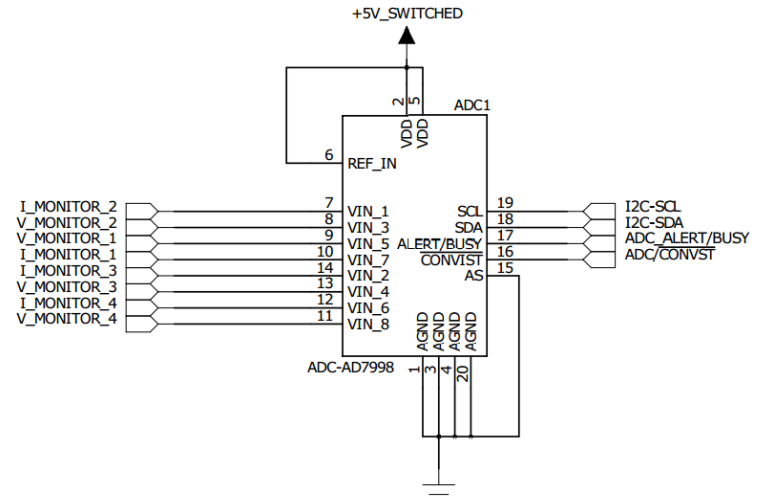 +5V_SWITCHED
2 5 ADC1
VDD VDD
6 REF_IN
I_MONITOR_2 7 VIN_1 SCL 19 I2C-SCL
V_MONITOR_2 8 VIN_3 SDA 18 I2C-SDA
V_MONITOR_1 9 VIN_5 ALERT/BUSY 17 ADC_ALERT/BUSY
I_MONITOR_1 10 VIN_7 CONVIST 16 ADC/CONVST
I_MONITOR_3 14 VIN_2 AS 15
V_MONITOR_3 13 VIN_4
I_MONITOR_4 12 VIN_6
V_MONITOR_4 11 VIN_8
AGND AGND AGND AGND
ADC-AD7998 1 3 4 20